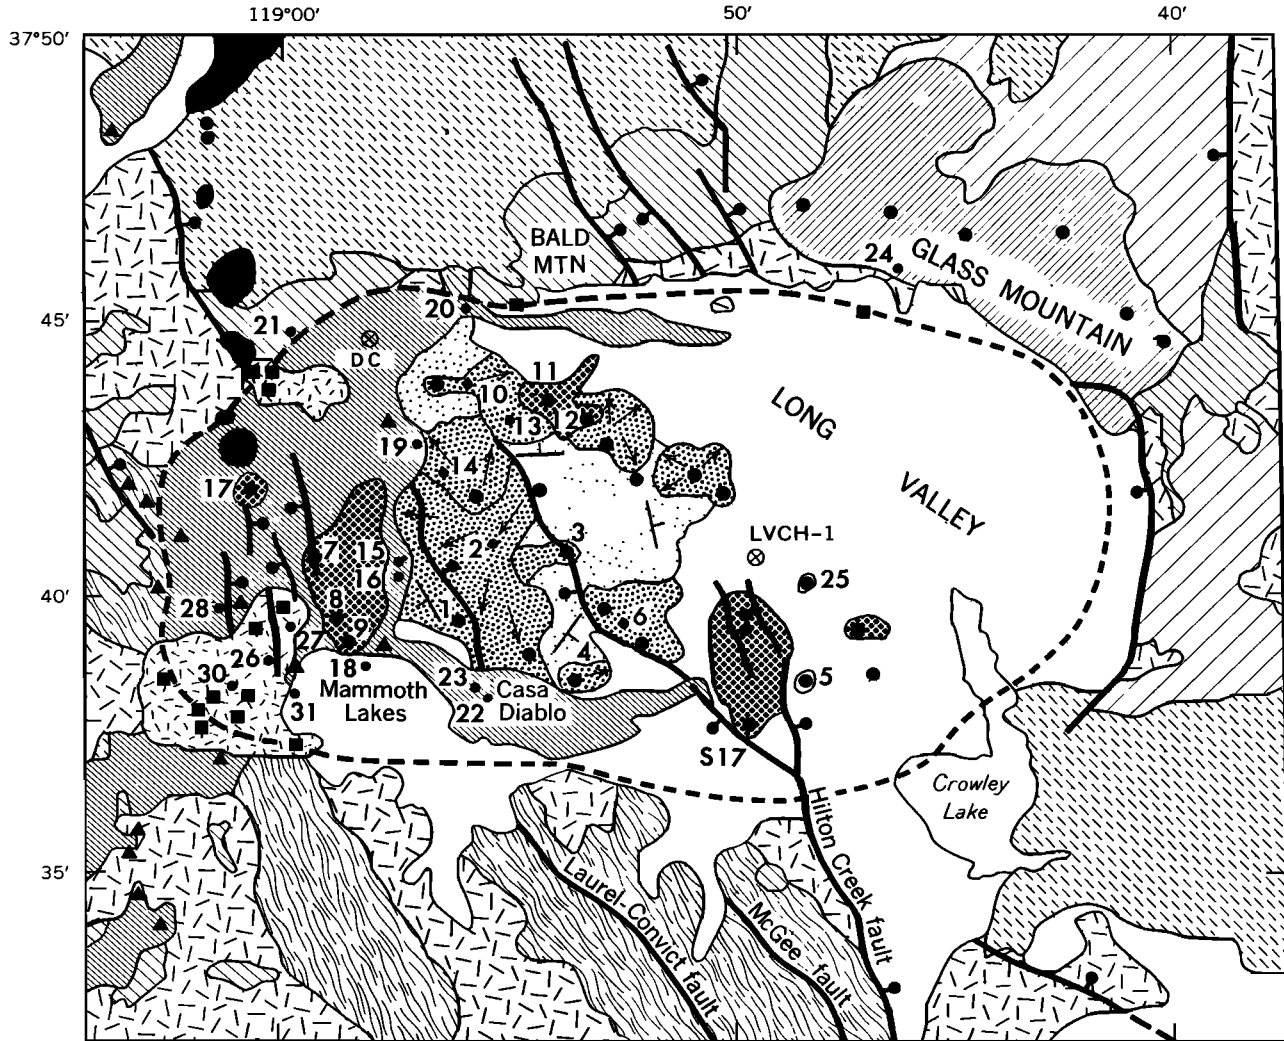 119°00′ 50′ 40′
37°50′
BALD
MTN
24
GLASS MOUNTAIN
45′
20
21
DC
11
10
12
13
LONG
19
14
17
VALLEY
LVCH-1
3
2
7 15
16
25
40′
28
8
1
6
9
27
26
18
4
5
30
23
Mammoth
Lakes
Casa
Diablo
31
22
S17
Crowley
Lake
Hilton Creek fault
35′
Laurel-Convict fault
McGee fault